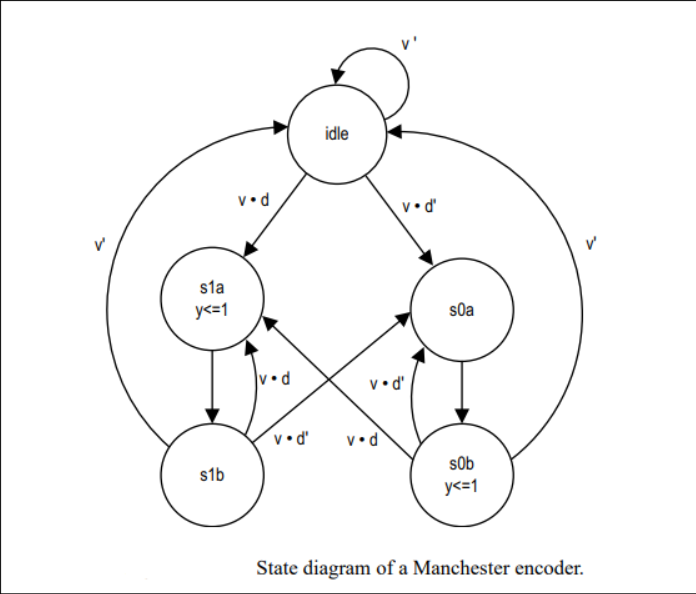 v '
idle
v • d
v • d'
v'
v'
s1a
y<=1
s0a
v • d
v • d'
v • d'
v • d
s1b
s0b
y<=1
State diagram of a Manchester encoder.